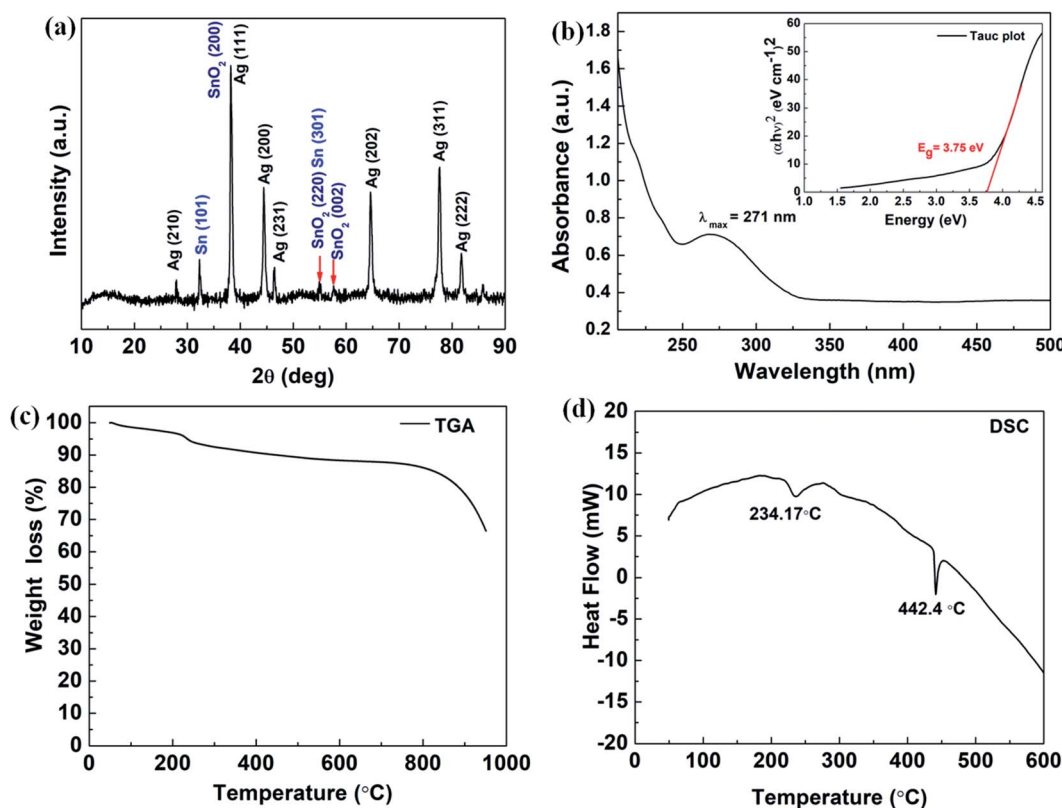 (a)
SnO2 (200)
Ag (111)
Ag (210)
Sn (101)
Ag (200)
Ag (231)
SnO2 (220) Sn (301)
SnO2 (002)
Ag (202)
Ag (311)
Ag (222)
Intensity (a.u.)
10 20 30 40 50 60 70 80 90
2θ (deg)
(b)
1.8
1.6
1.4
1.2
1.0
0.8
0.6
0.4
0.2
Absorbance (a.u.)
λmax = 271 nm
250 300 350 400 450 500
Wavelength (nm)
Tauc plot
(αhν)2 (eV cm-1)2
60
50
40
30
20
10
0
Eg= 3.75 eV
1.0 1.5 2.0 2.5 3.0 3.5 4.0 4.5
Energy (eV)
(c)
TGA
100
90
80
70
60
50
40
30
20
10
0
Weight loss (%)
0 200 400 600 800 1000
Temperature (°C)
(d)
DSC
20
15
10
5
0
-5
-10
-15
-20
Heat Flow (mW)
234.17°C
442.4 °C
0 100 200 300 400 500 600
Temperature (°C)